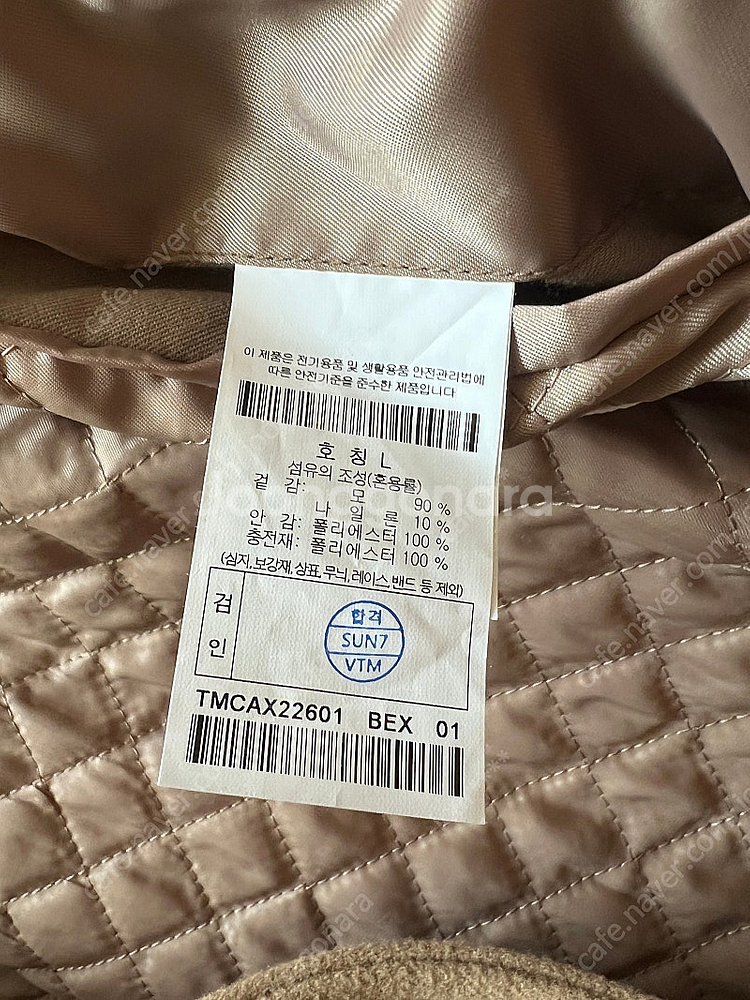 이 제품은 전기용품 및 생활용품 안전관리법에
따른 안전기준을 준수한 제품입니다
호 칭 L
섬유의 조성(혼용률)
겉 감: 모 90 %
나 일 론 10 %
안 감: 폴리에스터 100 %
충전재: 폴리에스터 100 %
(심지,보강재,상표,무늬,레이스,밴드 등 제외)
검
인
합격
SUN7
VTM
TMCAX22601 BEX 01
joonggonara
cafe.naver.com